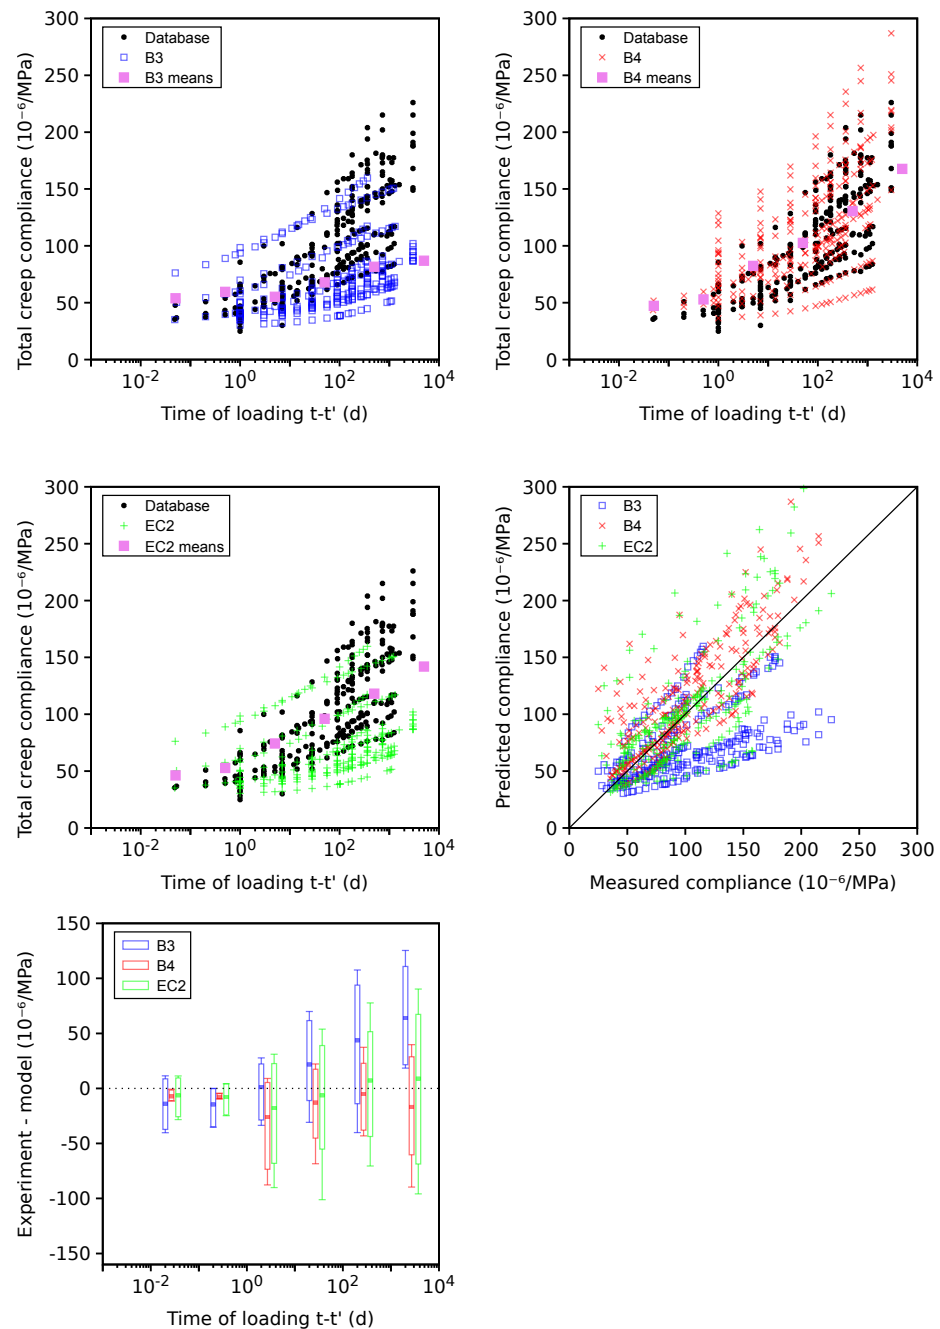 300
250
200
150
100
50
0
Total creep compliance (10⁻⁶/MPa)
Database
B3
B3 means
10⁻² 10⁰ 10² 10⁴
Time of loading t-t' (d)
300
250
200
150
100
50
0
Total creep compliance (10⁻⁶/MPa)
Database
B4
B4 means
10⁻² 10⁰ 10² 10⁴
Time of loading t-t' (d)
300
250
200
150
100
50
0
Total creep compliance (10⁻⁶/MPa)
Database
EC2
EC2 means
10⁻² 10⁰ 10² 10⁴
Time of loading t-t' (d)
300
250
200
150
100
50
0
Predicted compliance (10⁻⁶/MPa)
B3
B4
EC2
0 50 100 150 200 250 300
Measured compliance (10⁻⁶/MPa)
150
100
50
0
-50
-100
-150
Experiment - model (10⁻⁶/MPa)
B3
B4
EC2
10⁻² 10⁰ 10² 10⁴
Time of loading t-t' (d)